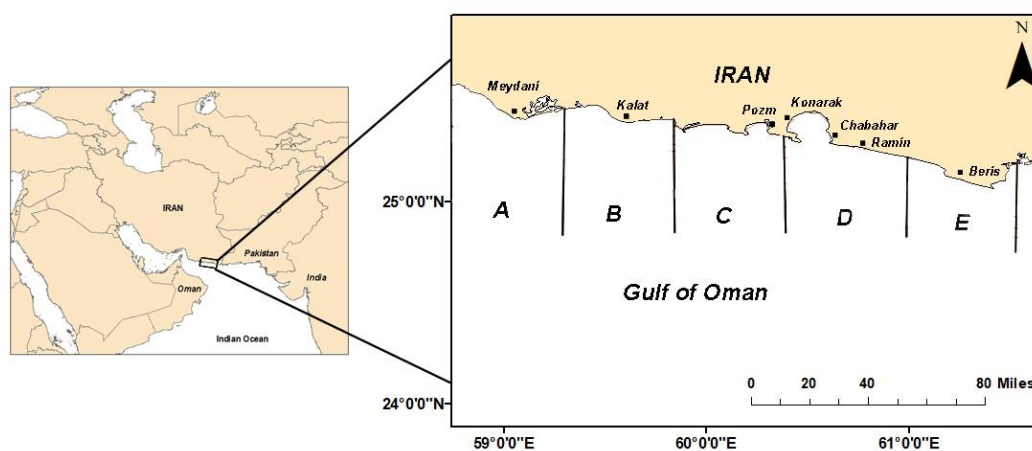 IRAN
Pakistan
Oman
India
Indian Ocean
N
IRAN
Meydani
Kalat
Pozm
Konarak
Chabahar
Ramin
Beris
25°0'0"N
A
B
C
D
E
Gulf of Oman
0 10 20 40 80 Miles
24°0'0"N
59°0'0"E 60°0'0"E 61°0'0"E